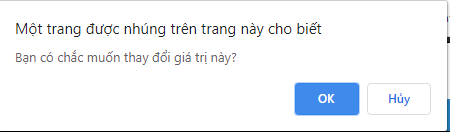 Một trang được nhúng trên trang này cho biết
Bạn có chắc muốn thay đổi giá trị này?
OK
Hủy